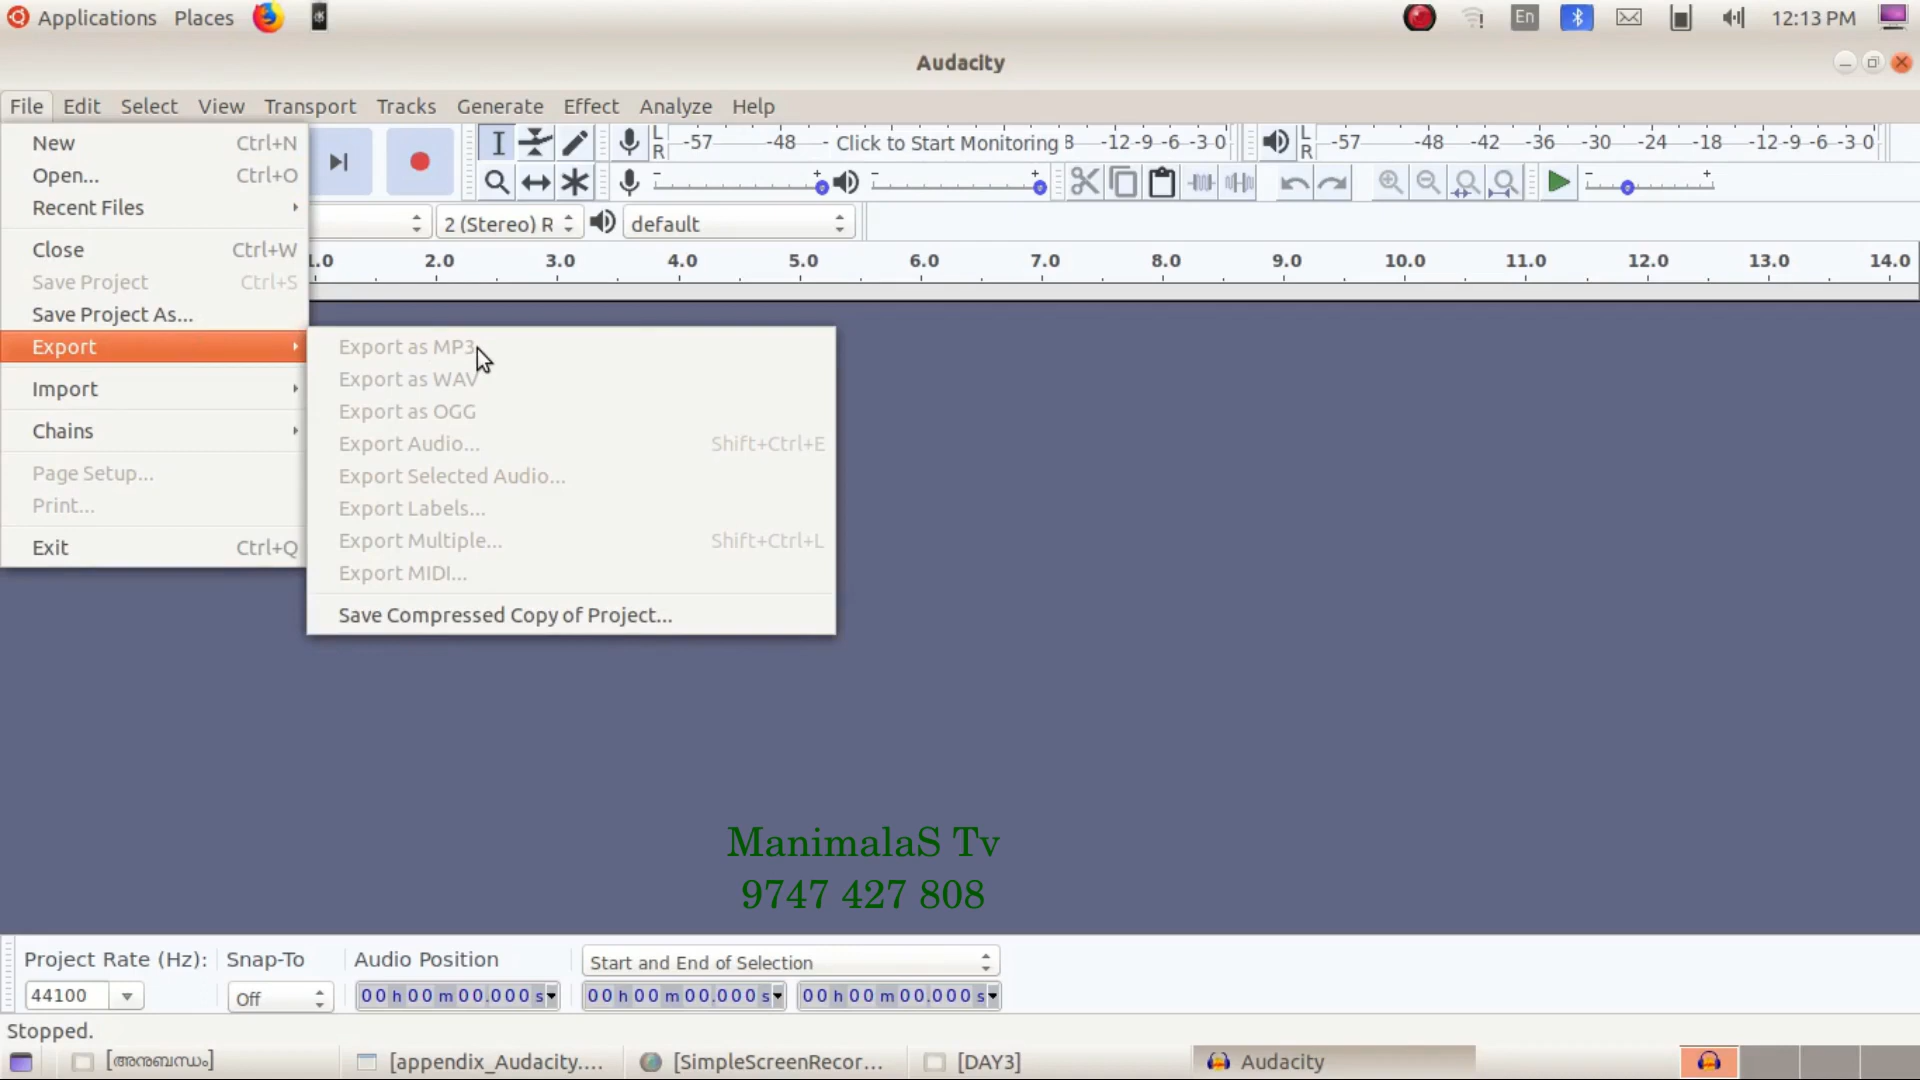 Applications Places En 12:13 PM
Audacity
File Edit Select View Transport Tracks Generate Effect Analyze Help
New Ctrl+N
Open... Ctrl+O
Recent Files
Close Ctrl+W
Save Project Ctrl+S
Save Project As...
Export
Import
Chains
Page Setup...
Print...
Exit Ctrl+Q
L R -57 -48 - Click to Start Monitoring 8 -12 -9 -6 -3 0 L R -57 -48 -42 -36 -30 -24 -18 -12 -9 -6 -3 0
- + - + - +
2 (Stereo) R default
1.0 2.0 3.0 4.0 5.0 6.0 7.0 8.0 9.0 10.0 11.0 12.0 13.0 14.0
Export as MP3
Export as WAV
Export as OGG
Export Audio... Shift+Ctrl+E
Export Selected Audio...
Export Labels...
Export Multiple... Shift+Ctrl+L
Export MIDI...
Save Compressed Copy of Project...
ManimalaS Tv
9747 427 808
Project Rate (Hz): Snap-To Audio Position Start and End of Selection
44100 Off 00 h 00 m 00.000 s 00 h 00 m 00.000 s 00 h 00 m 00.000 s
Stopped.
[അനുബന്ധം] [appendix_Audacity.... [SimpleScreenRecor... [DAY3] Audacity